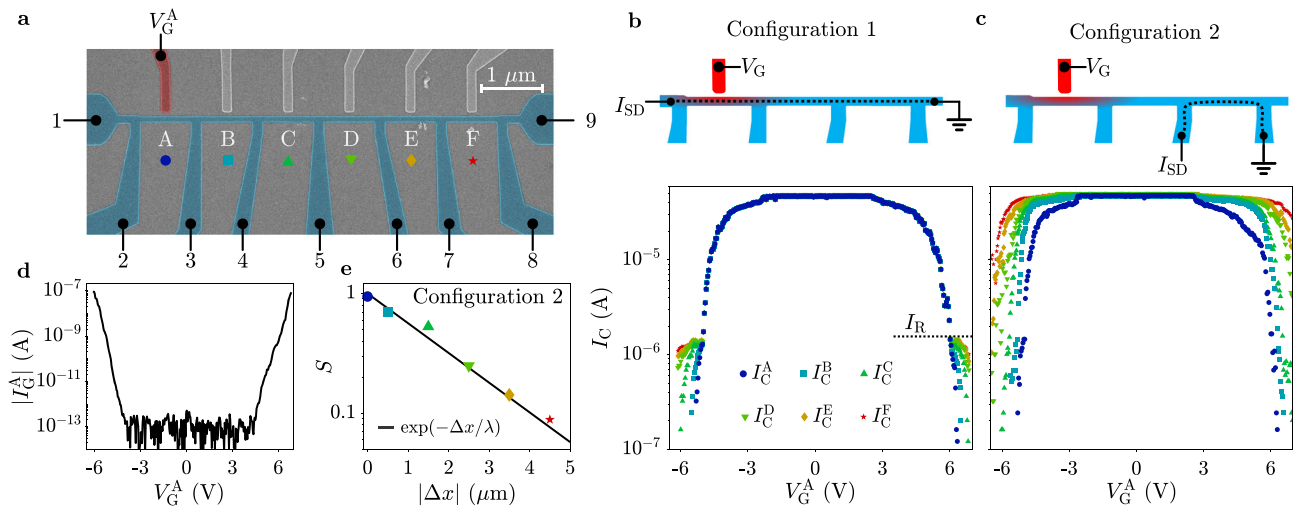 a
V_G^A
1 μm
1
A B C D E F
9
2 3 4 5 6 7 8
b
Configuration 1
V_G
I_SD
c
Configuration 2
V_G
I_SD
d
|I_G^A| (A)
10^-7
10^-9
10^-11
10^-13
-6 -3 0 3 6
V_G^A (V)
e
Configuration 2
S
1
0.1
exp(−Δx/λ)
0 1 2 3 4 5
|Δx| (μm)
I_C (A)
10^-5
10^-6
10^-7
I_R
I_C^A I_C^B I_C^C
I_C^D I_C^E I_C^F
-6 -3 0 3 6
V_G^A (V)
-6 -3 0 3 6
V_G^A (V)